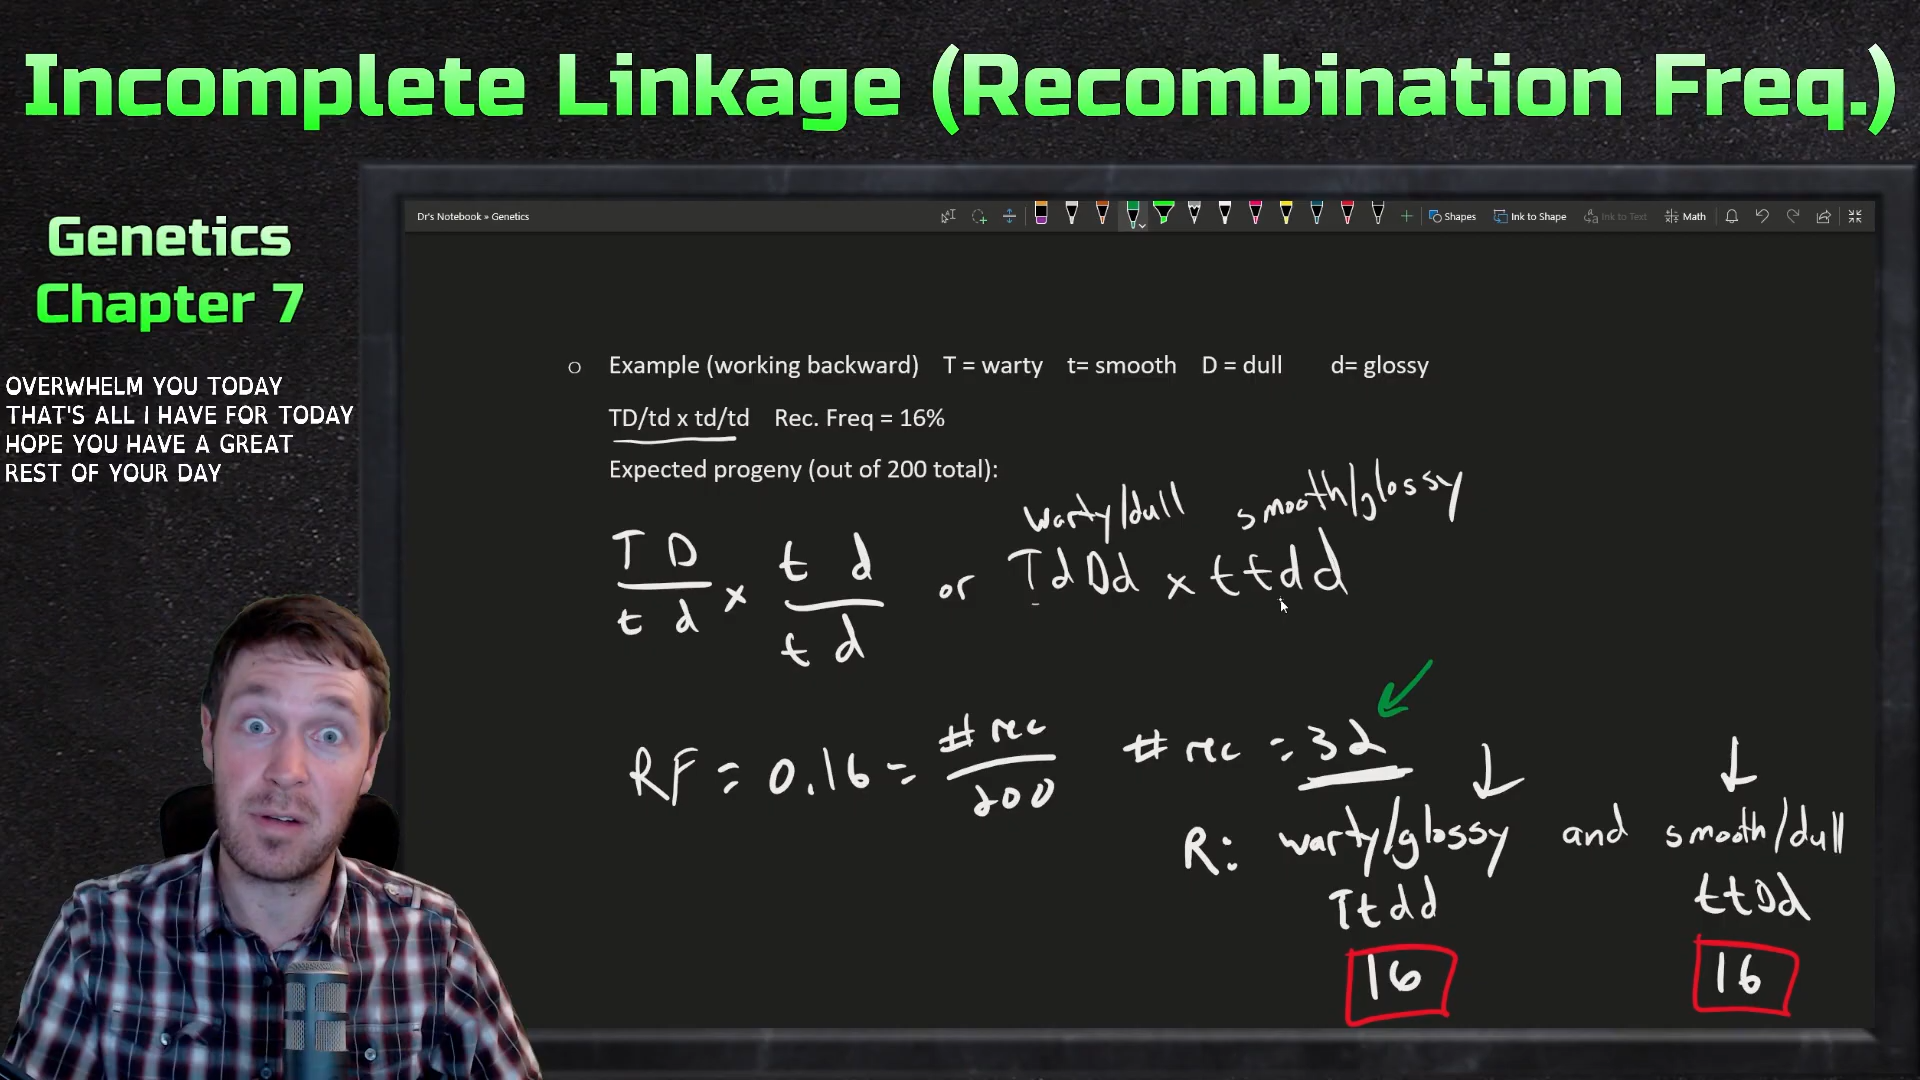 Incomplete Linkage (Recombination Freq.)
Genetics
Chapter 7
OVERWHELM YOU TODAY
THAT'S ALL I HAVE FOR TODAY
HOPE YOU HAVE A GREAT
REST OF YOUR DAY
Dr's Notebook » Genetics
Shapes
Ink to Shape
Ink to Text
Math
○ Example (working backward) T = warty t= smooth D = dull d= glossy
TD/td x td/td Rec. Freq = 16%
Expected progeny (out of 200 total):
warty/dull smooth/glossy
T D t d
x or TdDd x ttdd
t d t d
# rec
RF = 0.16 = # rec = 32
200
R: warty/glossy and smooth/dull
Ttdd ttDd
16 16